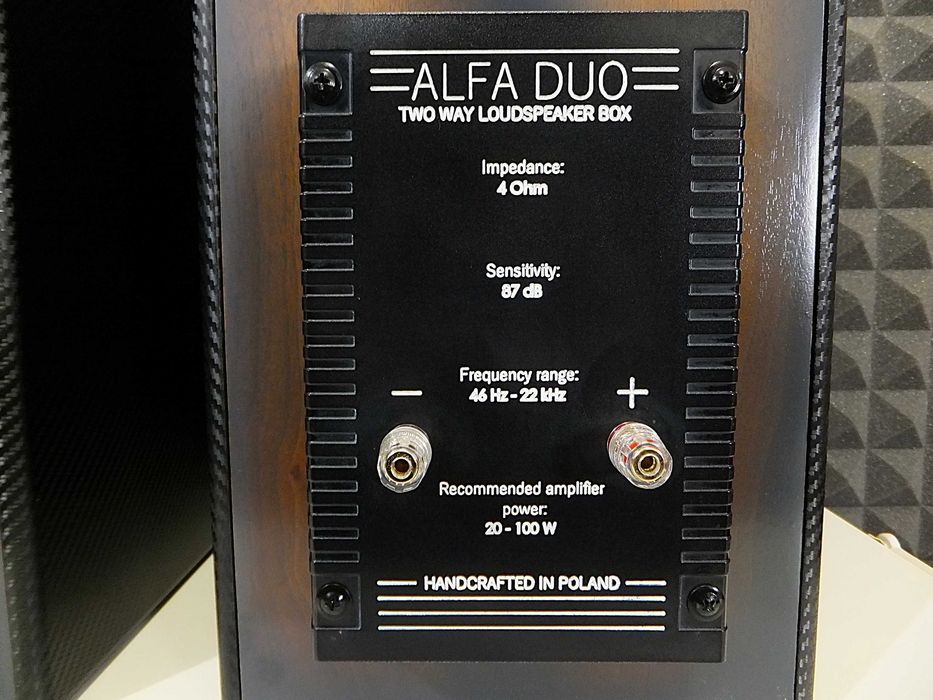 ALFA DUO
TWO WAY LOUDSPEAKER BOX
Impedance:
4 Ohm
Sensitivity:
87 dB
Frequency range:
46 Hz - 22 kHz
− +
Recommended amplifier
power:
20 - 100 W
HANDCRAFTED IN POLAND